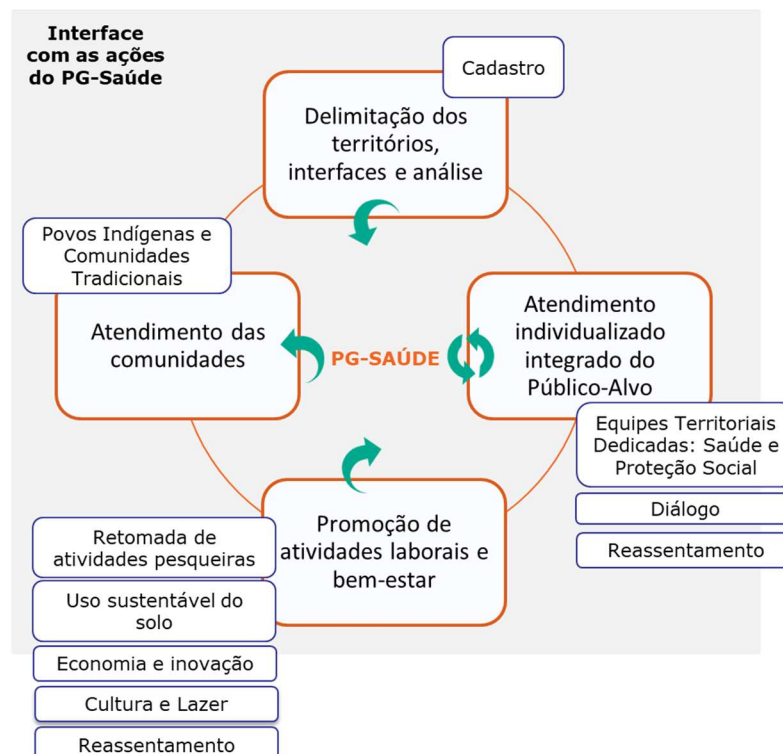 Interface
com as ações
do PG-Saúde
Cadastro
Delimitação dos
territórios,
interfaces e análise
Povos Indígenas e
Comunidades
Tradicionais
Atendimento das
comunidades
PG-SAÚDE
Atendimento
individualizado
integrado do
Público-Alvo
Equipes Territoriais
Dedicadas: Saúde e
Proteção Social
Diálogo
Reassentamento
Promoção de
atividades laborais e
bem-estar
Retomada de
atividades pesqueiras
Uso sustentável do
solo
Economia e inovação
Cultura e Lazer
Reassentamento